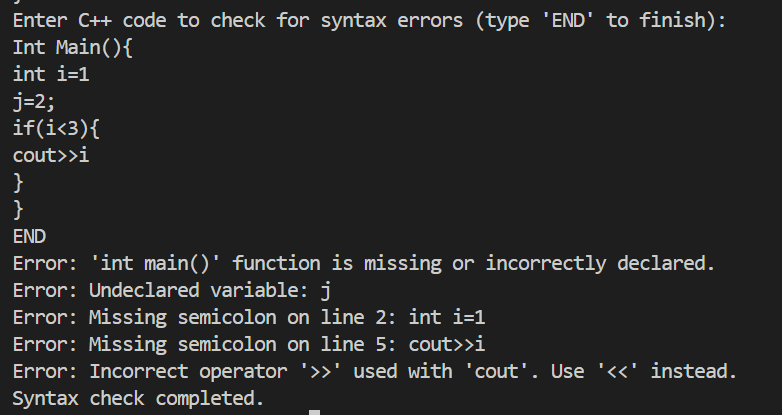 Enter C++ code to check for syntax errors (type 'END' to finish):
Int Main(){
int i=1
j=2;
if(i<3){
cout>>i
}
}
END
Error: 'int main()' function is missing or incorrectly declared.
Error: Undeclared variable: j
Error: Missing semicolon on line 2: int i=1
Error: Missing semicolon on line 5: cout>>i
Error: Incorrect operator '>>' used with 'cout'. Use '<<' instead.
Syntax check completed.